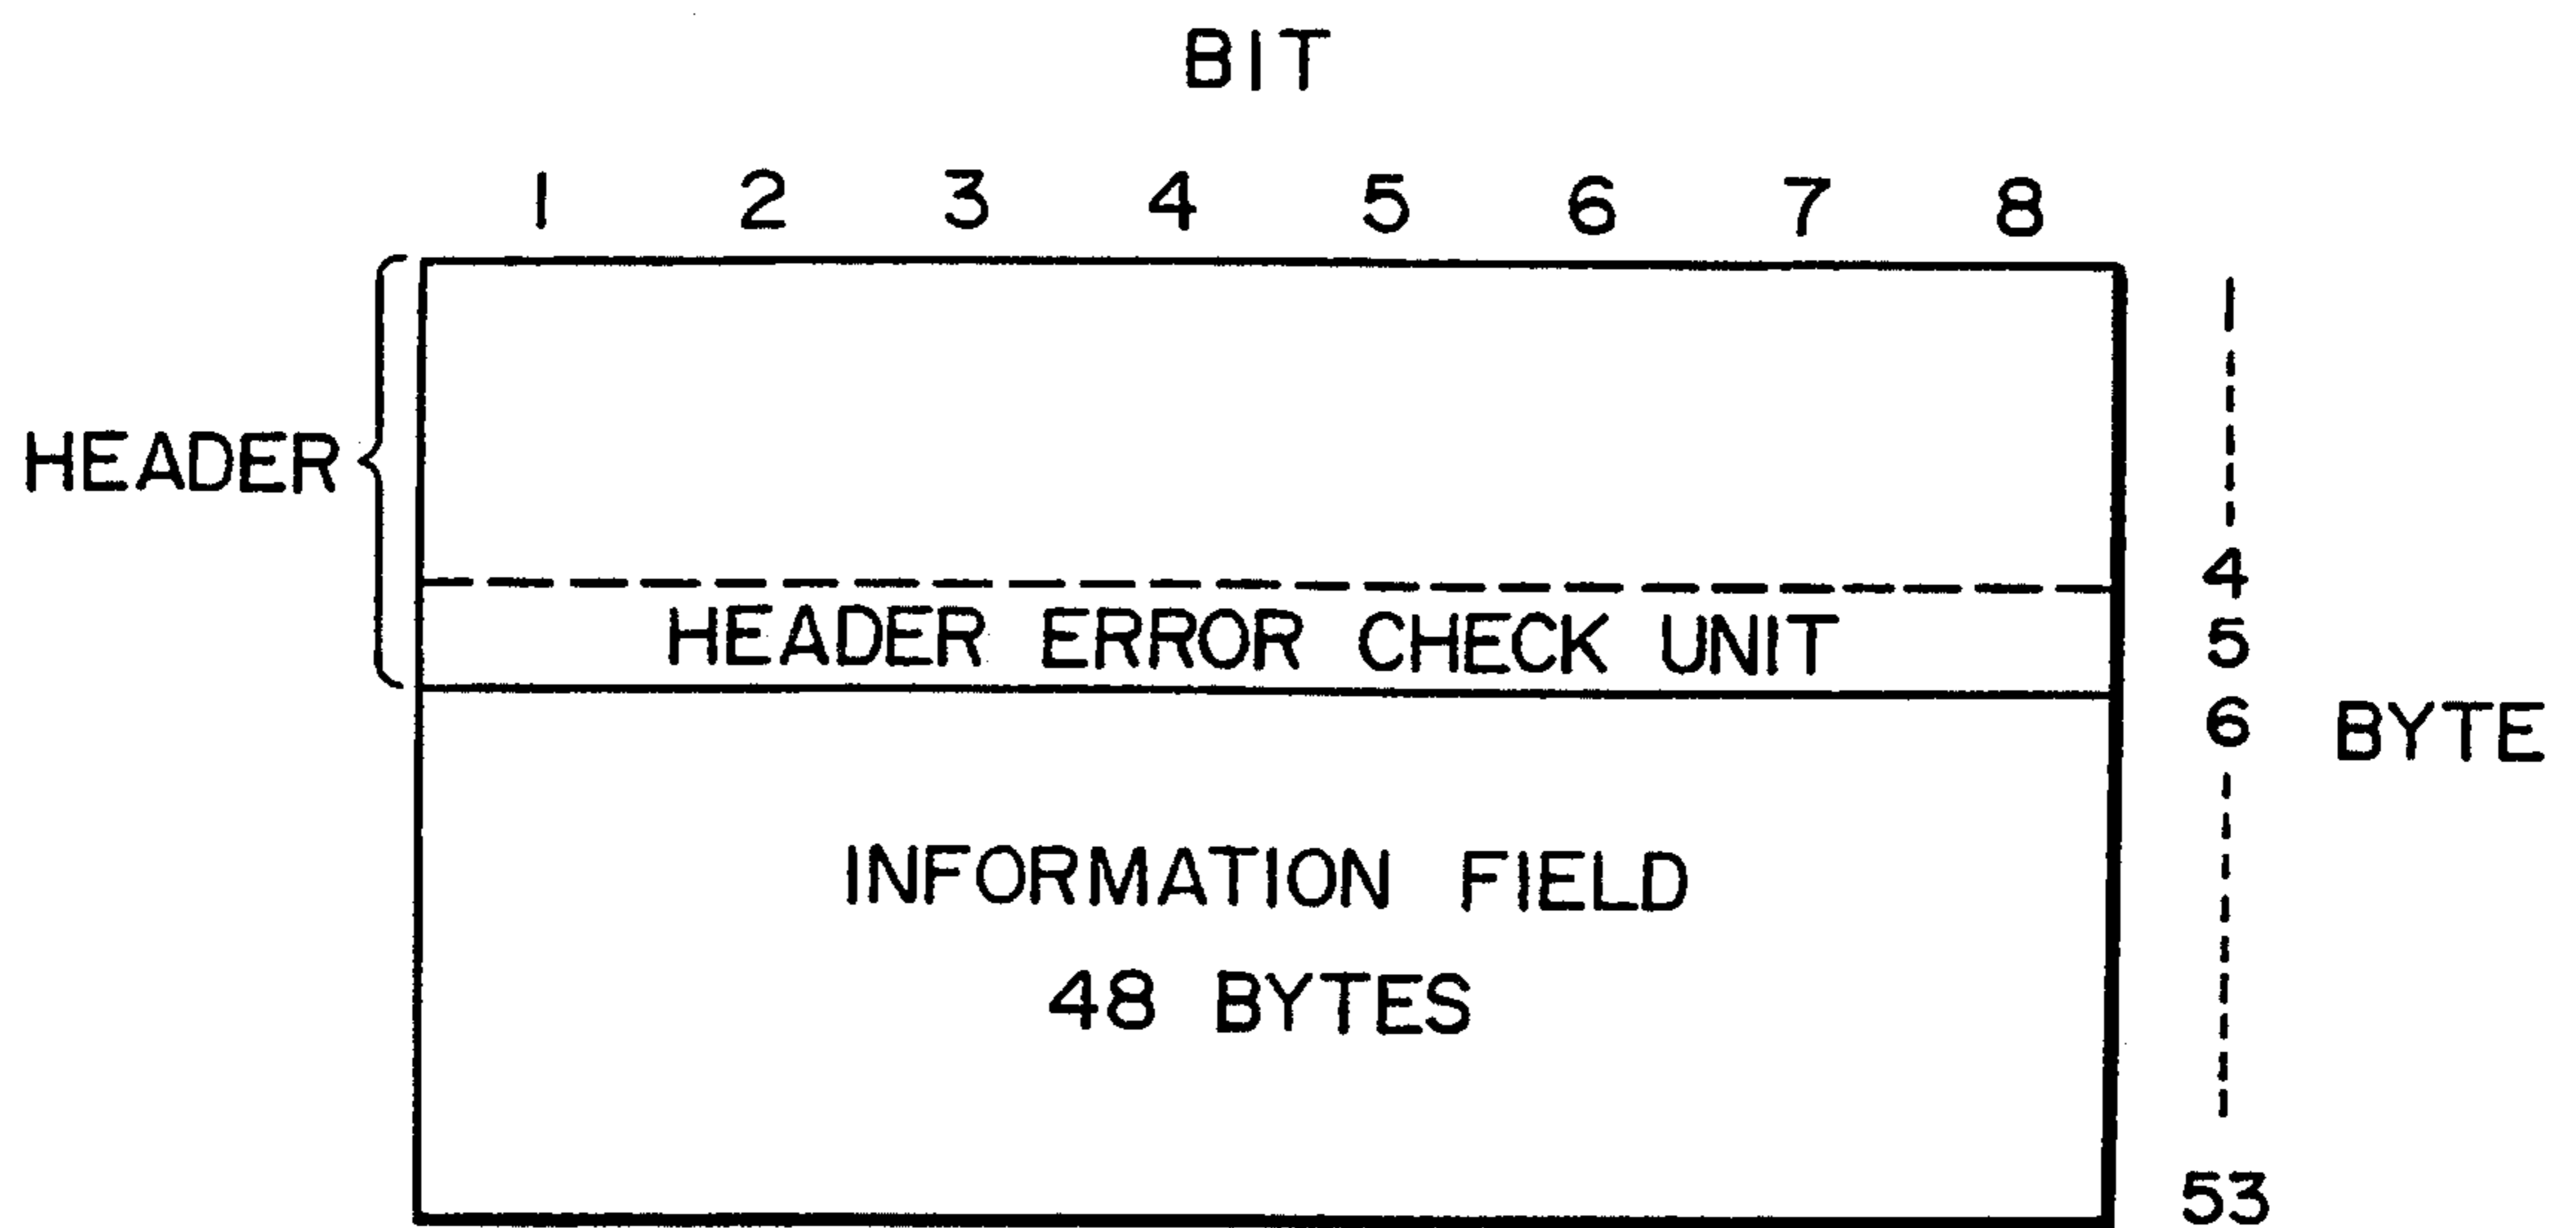 BIT
1 2 3 4 5 6 7 8
1
HEADER
4
HEADER ERROR CHECK UNIT 5
6 BYTE
INFORMATION FIELD
48 BYTES
53